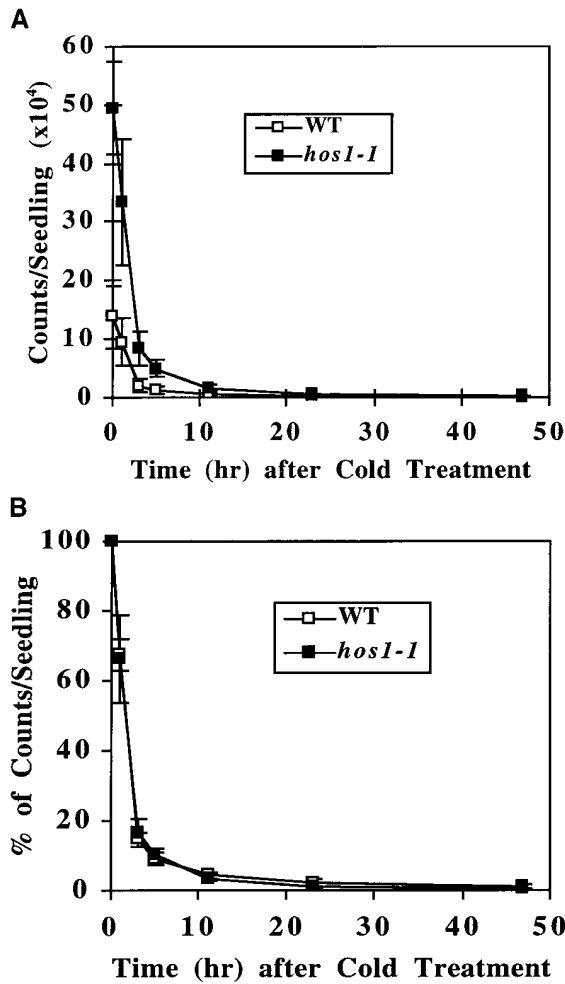 A
60
50
40
30
20
10
0
Counts/Seedling (x10⁴)
WT
hos1-1
0 10 20 30 40 50
Time (hr) after Cold Treatment
B
100
80
60
40
20
0
% of Counts/Seedling
WT
hos1-1
0 10 20 30 40 50
Time (hr) after Cold Treatment